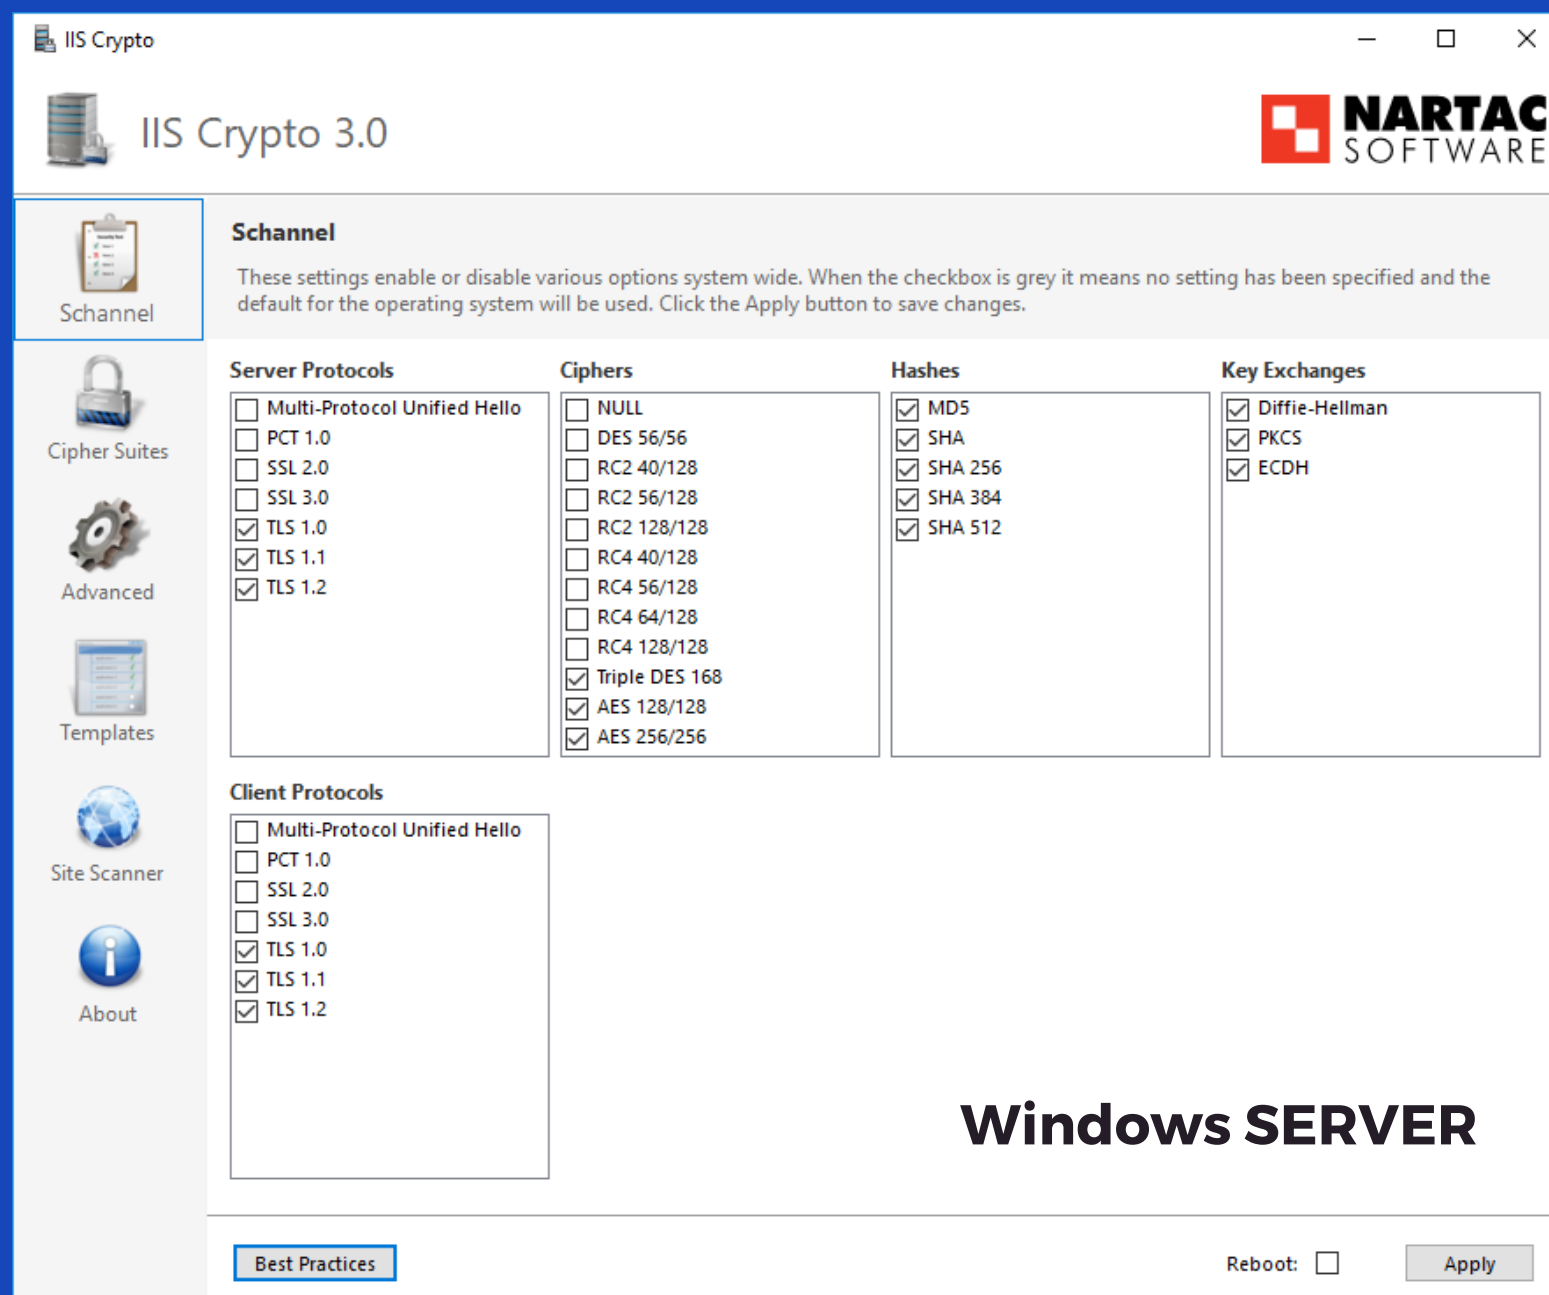 IIS Crypto
IIS Crypto 3.0
NARTAC
SOFTWARE
Schannel
Cipher Suites
Advanced
Templates
Site Scanner
About
Schannel
These settings enable or disable various options system wide. When the checkbox is grey it means no setting has been specified and the
default for the operating system will be used. Click the Apply button to save changes.
Server Protocols
Multi-Protocol Unified Hello
PCT 1.0
SSL 2.0
SSL 3.0
TLS 1.0
TLS 1.1
TLS 1.2
Ciphers
NULL
DES 56/56
RC2 40/128
RC2 56/128
RC2 128/128
RC4 40/128
RC4 56/128
RC4 64/128
RC4 128/128
Triple DES 168
AES 128/128
AES 256/256
Hashes
MD5
SHA
SHA 256
SHA 384
SHA 512
Key Exchanges
Diffie-Hellman
PKCS
ECDH
Client Protocols
Multi-Protocol Unified Hello
PCT 1.0
SSL 2.0
SSL 3.0
TLS 1.0
TLS 1.1
TLS 1.2
Windows SERVER
Best Practices
Reboot:
Apply